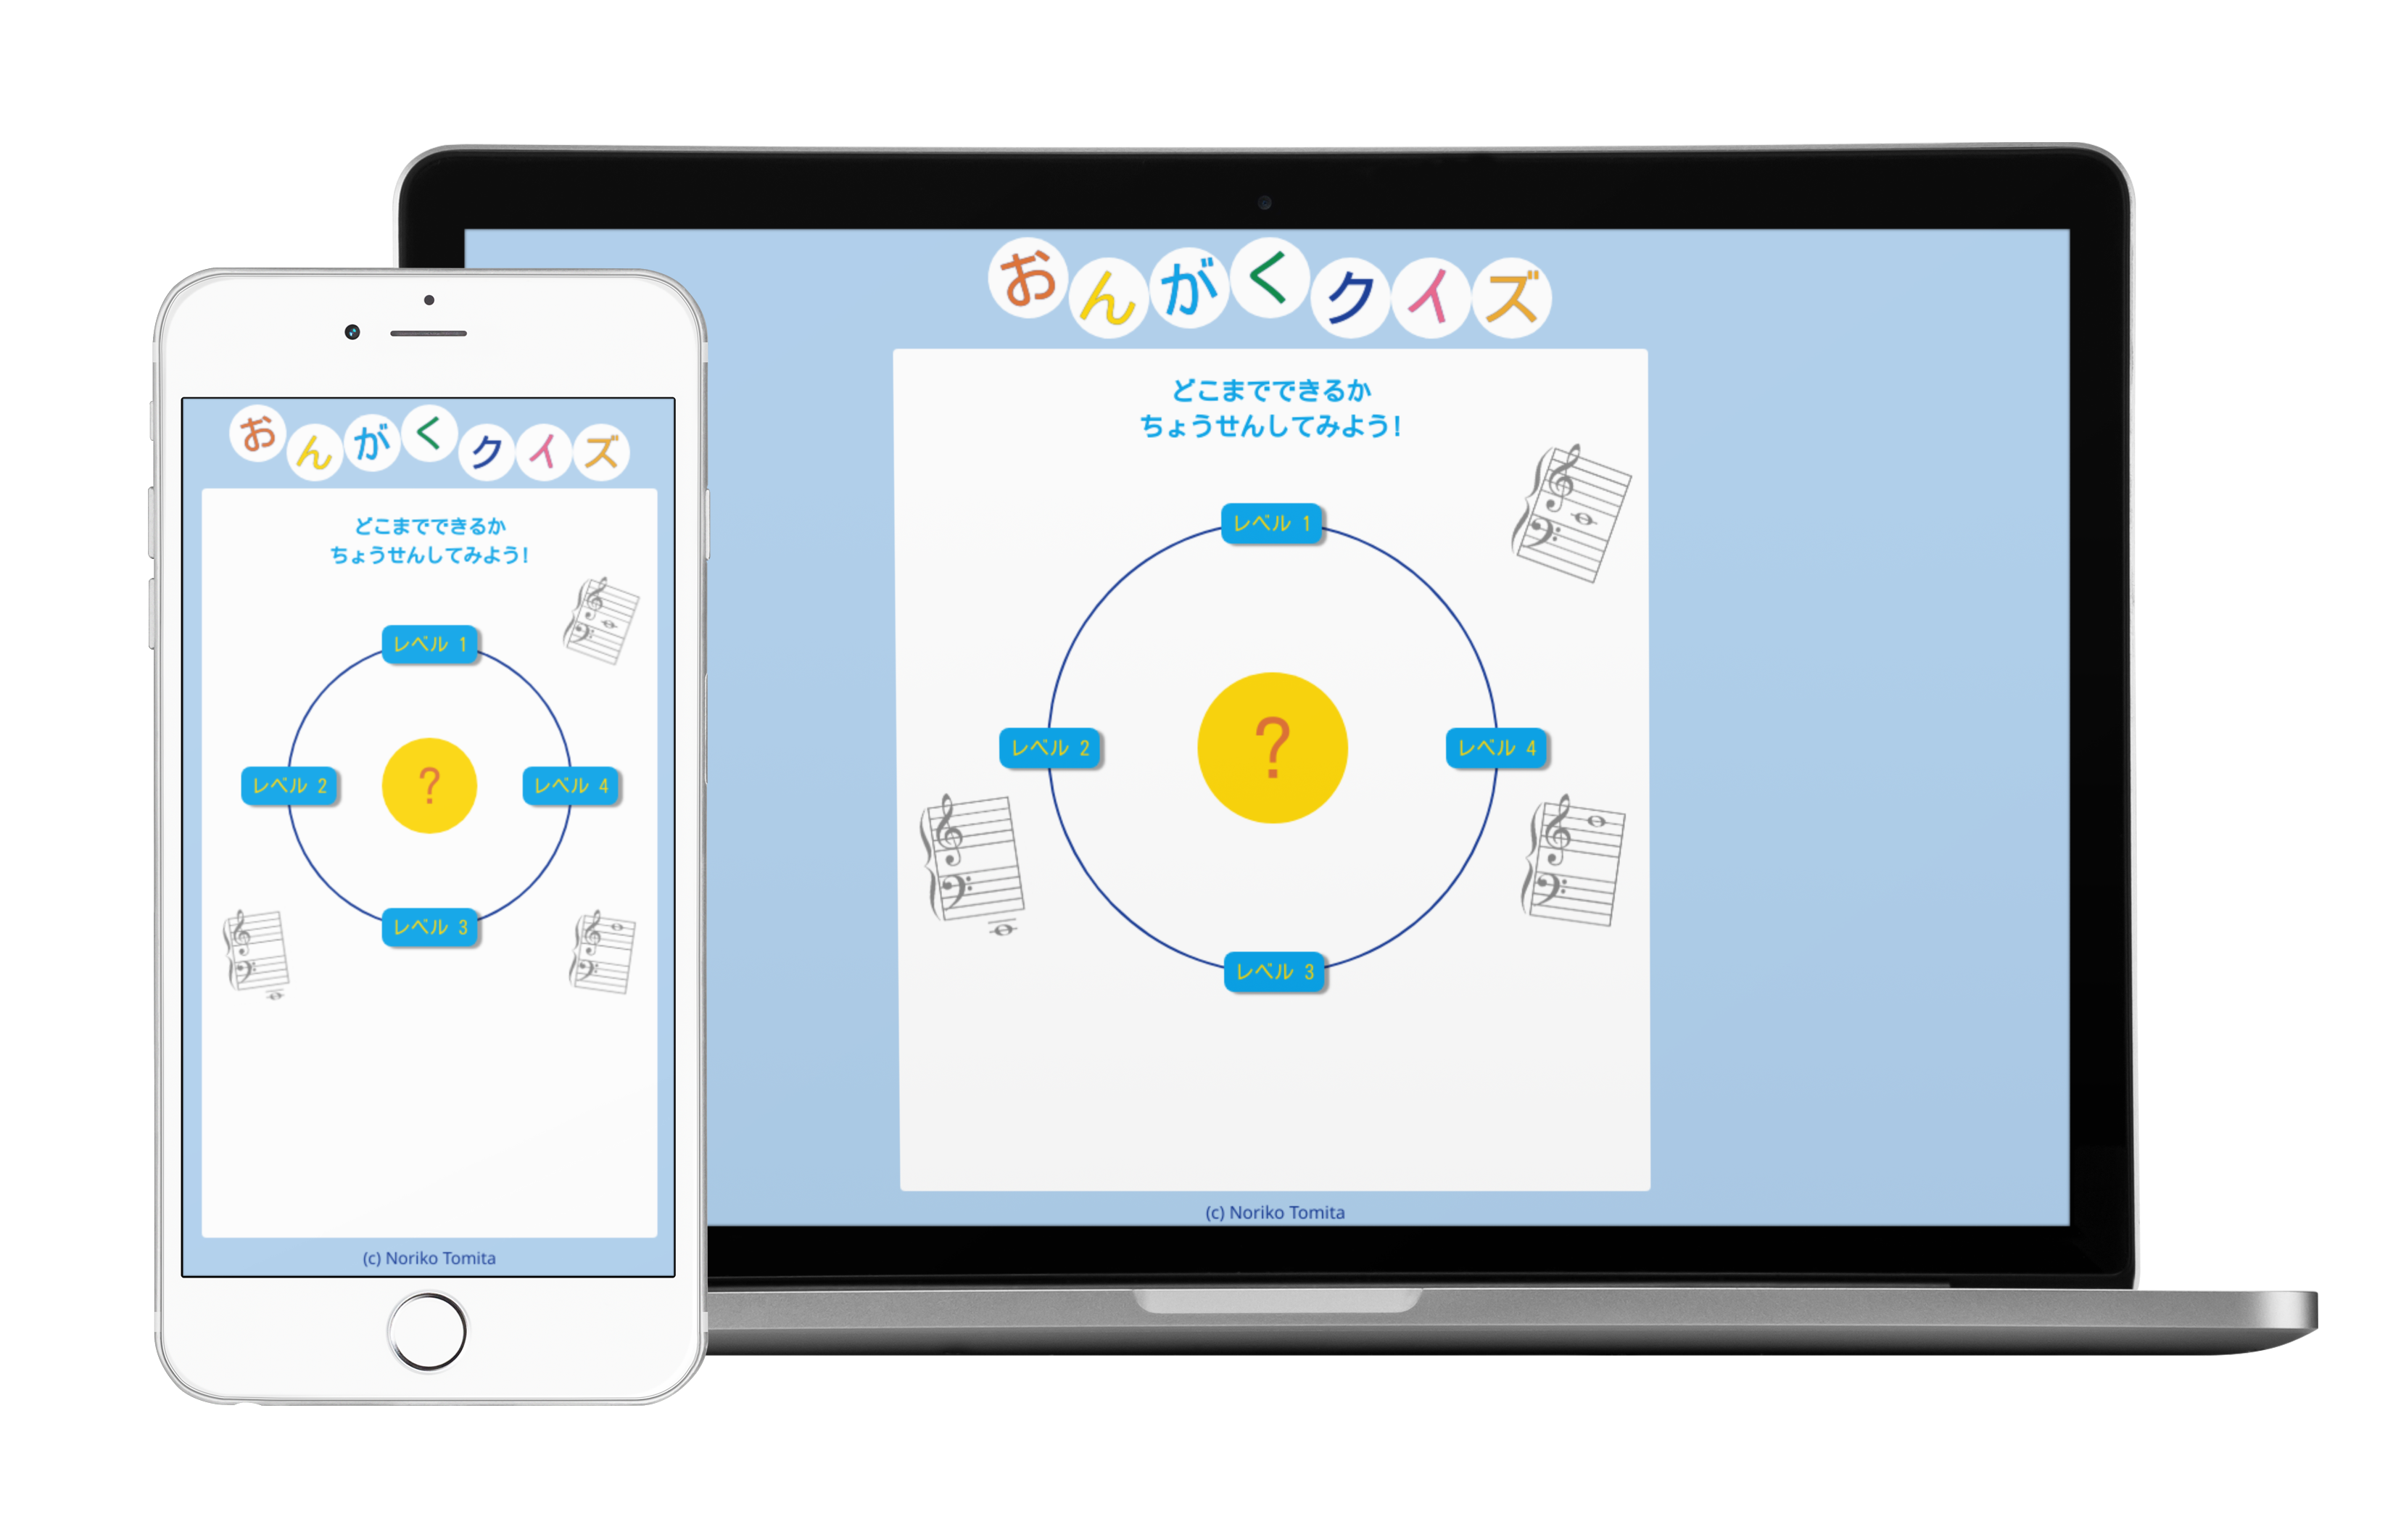 おんがくクイズ
どこまでできるか
ちょうせんしてみよう!
レベル 1
レベル 2
?
レベル 4
レベル 3
(c) Noriko Tomita
おんがくクイズ
どこまでできるか
ちょうせんしてみよう!
レベル 1
レベル 2
?
レベル 4
レベル 3
(c) Noriko Tomita